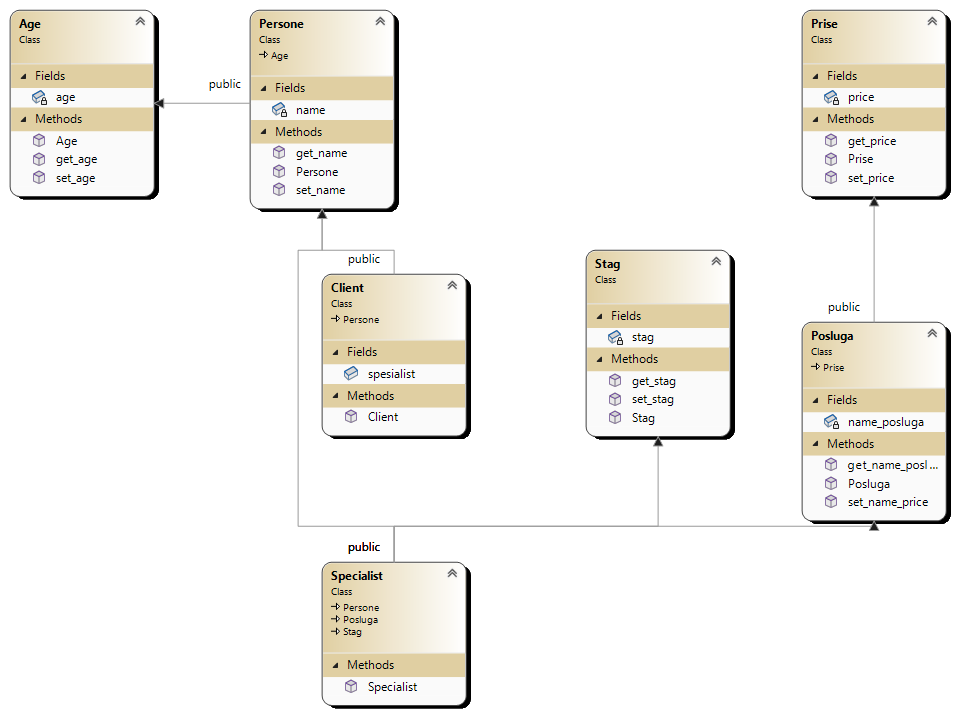 Age
Class
Fields
age
Methods
Age
get_age
set_age
public
Persone
Class
Age
Fields
name
Methods
get_name
Persone
set_name
Prise
Class
Fields
price
Methods
get_price
Prise
set_price
public
Client
Class
Persone
Fields
spesialist
Methods
Client
Stag
Class
Fields
stag
Methods
get_stag
set_stag
Stag
public
Posluga
Class
Prise
Fields
name_posluga
Methods
get_name_posl...
Posluga
set_name_price
public
Specialist
Class
Persone
Posluga
Stag
Methods
Specialist